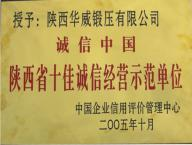 授予：陕西华威锻压有限公司
诚信中国
陕西省十佳诚信经营示范单位
中国企业信用评价管理中心
二00五年十月